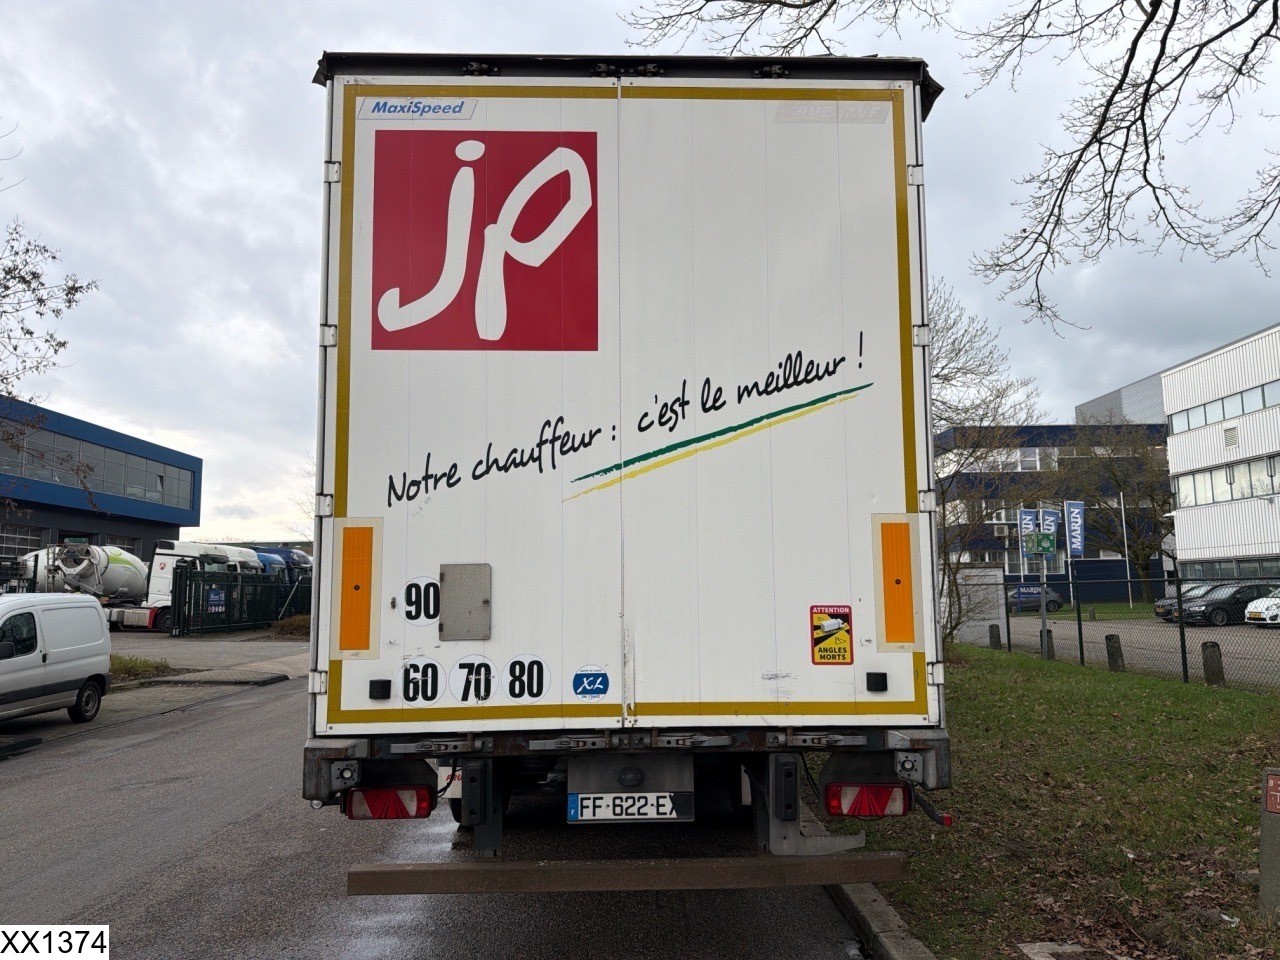 MaxiSpeed
jp
Notre chauffeur : c'est le meilleur !
90
60 70 80
XL
ATTENTION
ANGLES
MORTS
FF-622-EX
MARIN
MARIN
XX1374